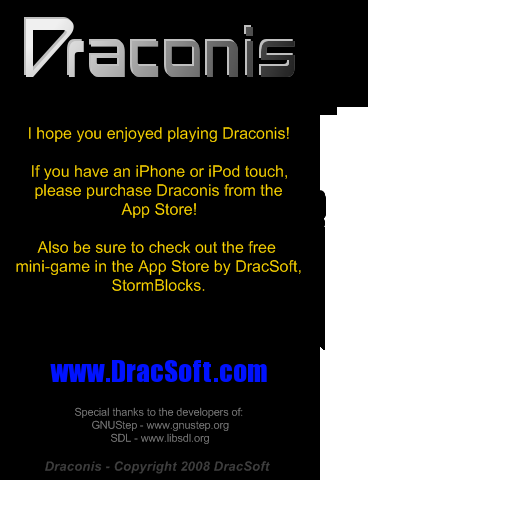 Draconis
I hope you enjoyed playing Draconis!
If you have an iPhone or iPod touch,
please purchase Draconis from the
App Store!
Also be sure to check out the free
mini-game in the App Store by DracSoft,
StormBlocks.
www.DracSoft.com
Special thanks to the developers of:
GNUStep - www.gnustep.org
SDL - www.libsdl.org
Draconis - Copyright 2008 DracSoft